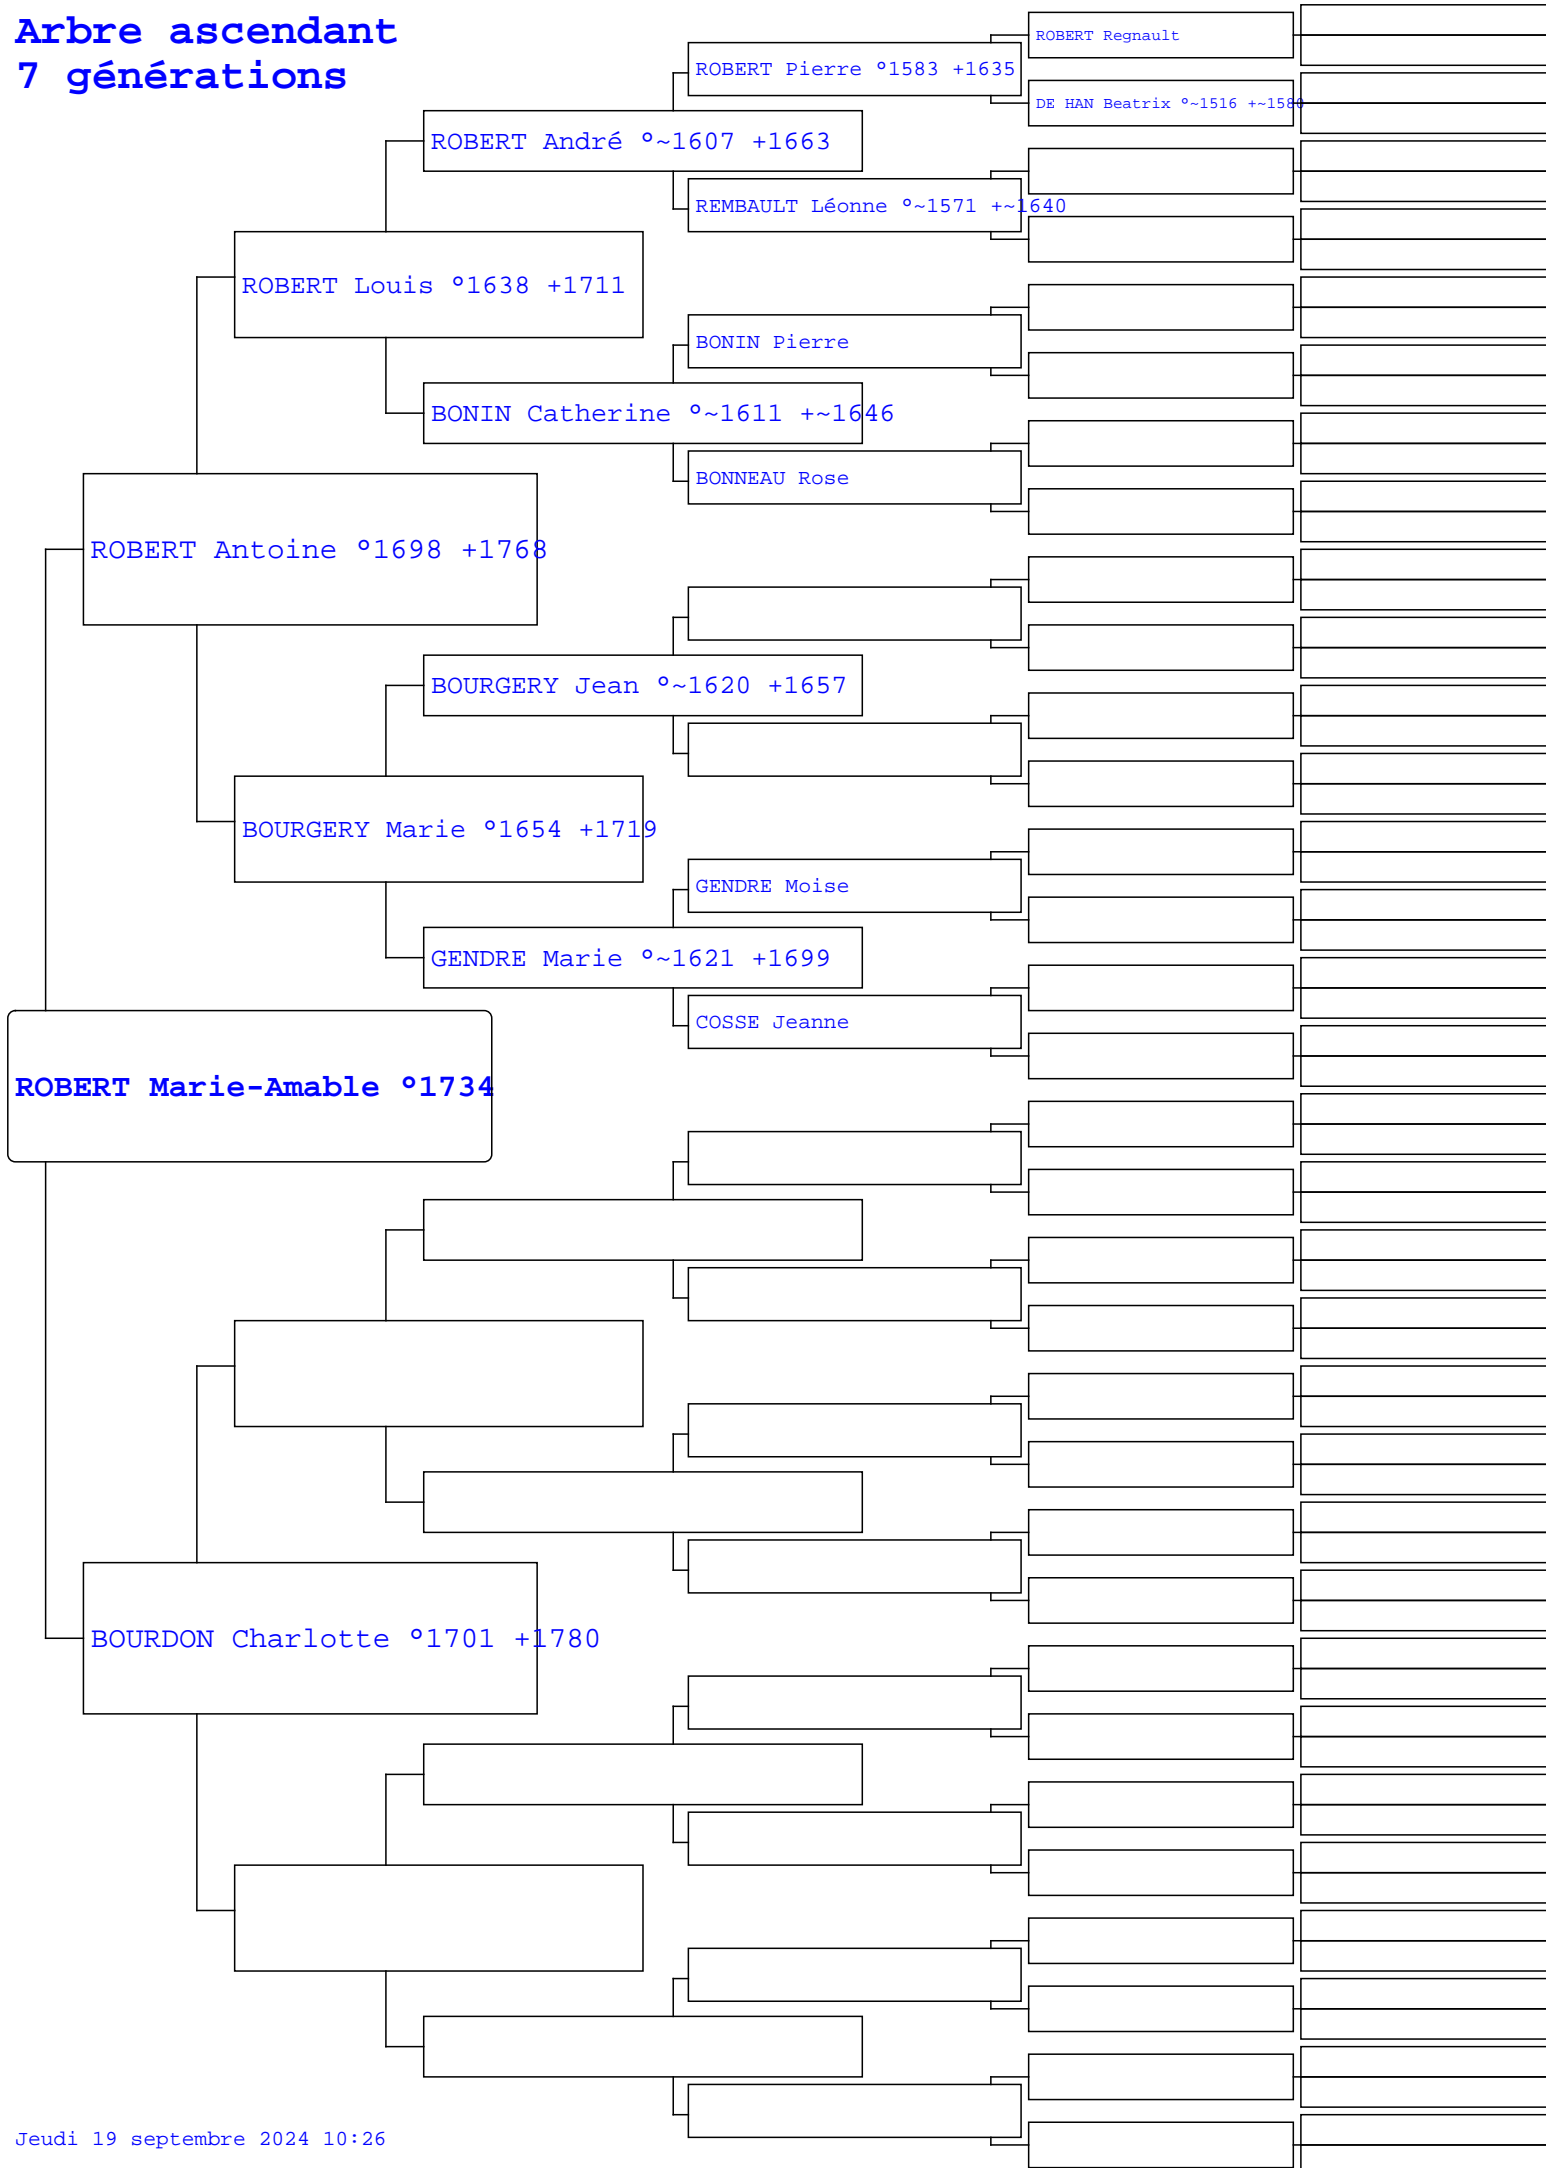 Arbre ascendant
7 générations
ROBERT Regnault
ROBERT Pierre °1583 +1635
DE HAN Beatrix °~1516 +~1580
ROBERT André °~1607 +1663
REMBAULT Léonne °~1571 +~1640
ROBERT Louis °1638 +1711
BONIN Pierre
BONIN Catherine °~1611 +~1646
BONNEAU Rose
ROBERT Antoine °1698 +1768
BOURGERY Jean °~1620 +1657
BOURGERY Marie °1654 +1719
GENDRE Moise
GENDRE Marie °~1621 +1699
COSSE Jeanne
ROBERT Marie-Amable °1734
BOURDON Charlotte °1701 +1780
Jeudi 19 septembre 2024 10:26